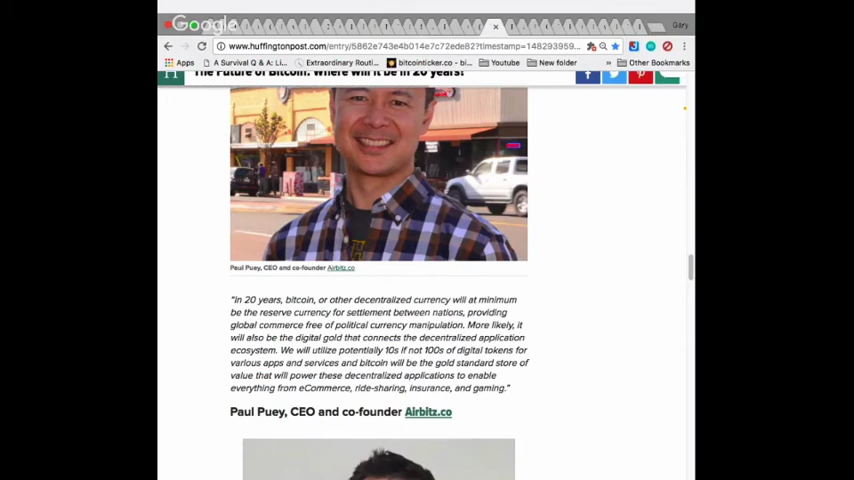 Google
Gary
www.huffingtonpost.com/entry/5862e743e4b014e7c72ede82?timestamp=148293959...
Apps
A Survival Q & A: Li...
Extraordinary Routi...
bitcointicker.co - bi...
Youtube
New folder
»
Other Bookmarks
The Future of Bitcoin: Where will it be in 20 years?
Paul Puey, CEO and co-founder Airbitz.co
"In 20 years, bitcoin, or other decentralized currency will at minimum
be the reserve currency for settlement between nations, providing
global commerce free of political currency manipulation. More likely, it
will also be the digital gold that connects the decentralized application
ecosystem. We will utilize potentially 10s if not 100s of digital tokens for
various apps and services and bitcoin will be the gold standard store of
value that will power these decentralized applications to enable
everything from eCommerce, ride-sharing, insurance, and gaming."
Paul Puey, CEO and co-founder Airbitz.co